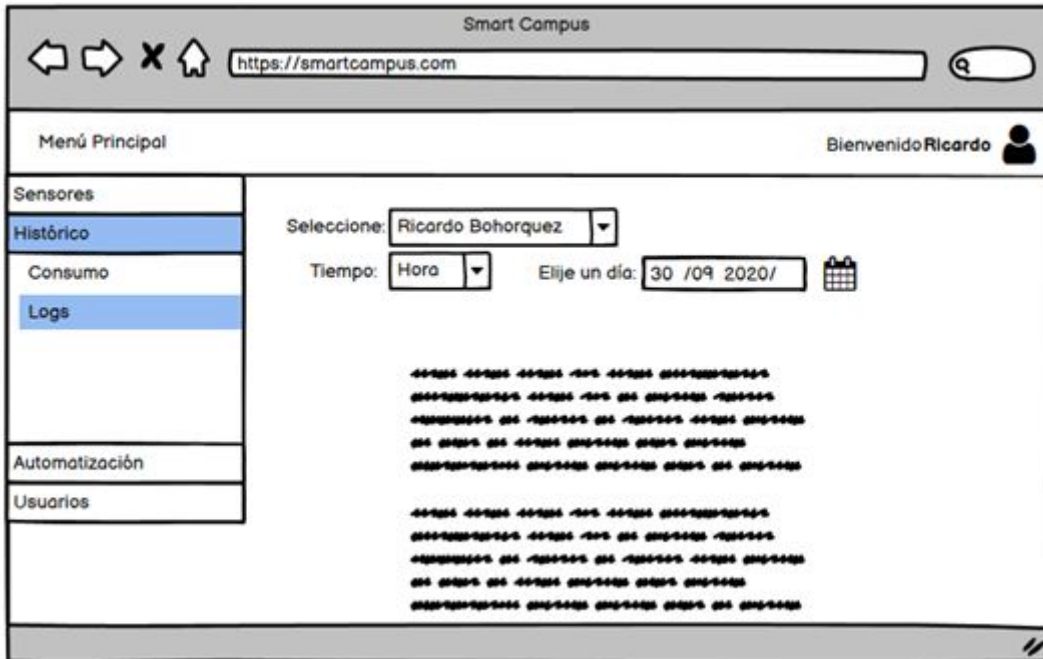 Smart Campus
https://smartcampus.com
Menú Principal
Bienvenido Ricardo
Sensores
Histórico
Consumo
Logs
Automatización
Usuarios
Seleccione: Ricardo Bohorquez
Tiempo: Hora Elije un día: 30 /09 2020/